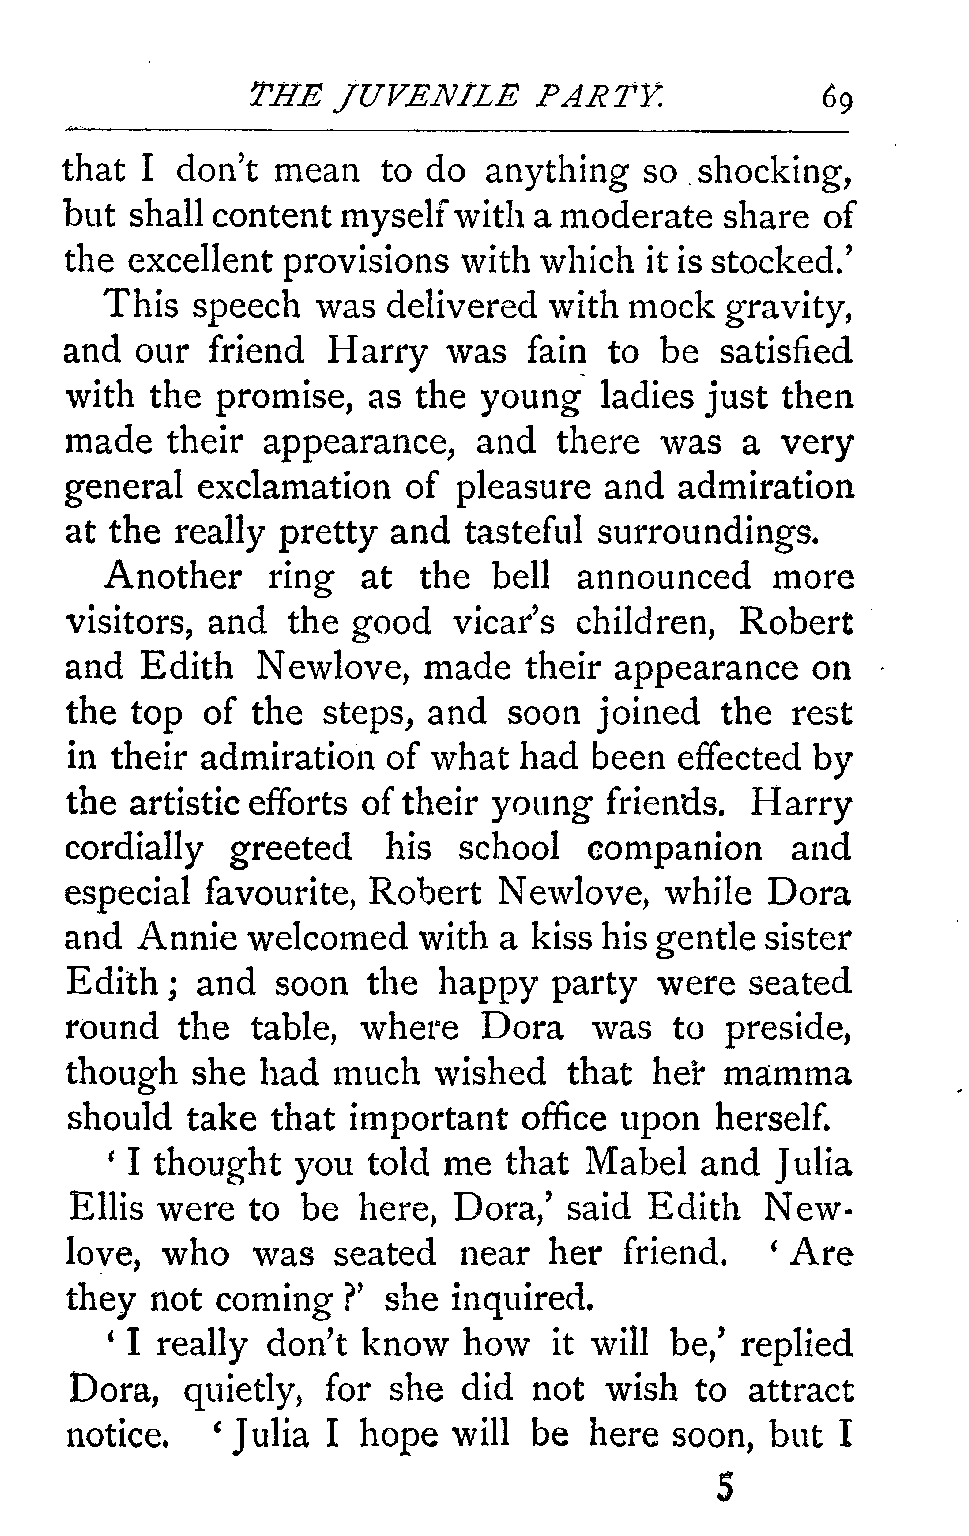 THE JUVENILE PARTY. 69
that I don't mean to do anything so shocking,
but shall content myself with a moderate share of
the excellent provisions with which it is stocked.'
This speech was delivered with mock gravity,
and our friend Harry was fain to be satisfied
with the promise, as the young ladies just then
made their appearance, and there was a very
general exclamation of pleasure and admiration
at the really pretty and tasteful surroundings.
Another ring at the bell announced more
visitors, and the good vicar's children, Robert
and Edith Newlove, made their appearance on
the top of the steps, and soon joined the rest
in their admiration of what had been effected by
the artistic efforts of their young friends. Harry
cordially greeted his school companion and
especial favourite, Robert Newlove, while Dora
and Annie welcomed with a kiss his gentle sister
Edith; and soon the happy party were seated
round the table, where Dora was to preside,
though she had much wished that her mamma
should take that important office upon herself.
'I thought you told me that Mabel and Julia
Ellis were to be here, Dora,' said Edith New-
love, who was seated near her friend. 'Are
they not coming?' she inquired.
'I really don't know how it will be,' replied
Dora, quietly, for she did not wish to attract
notice. 'Julia I hope will be here soon, but I
5